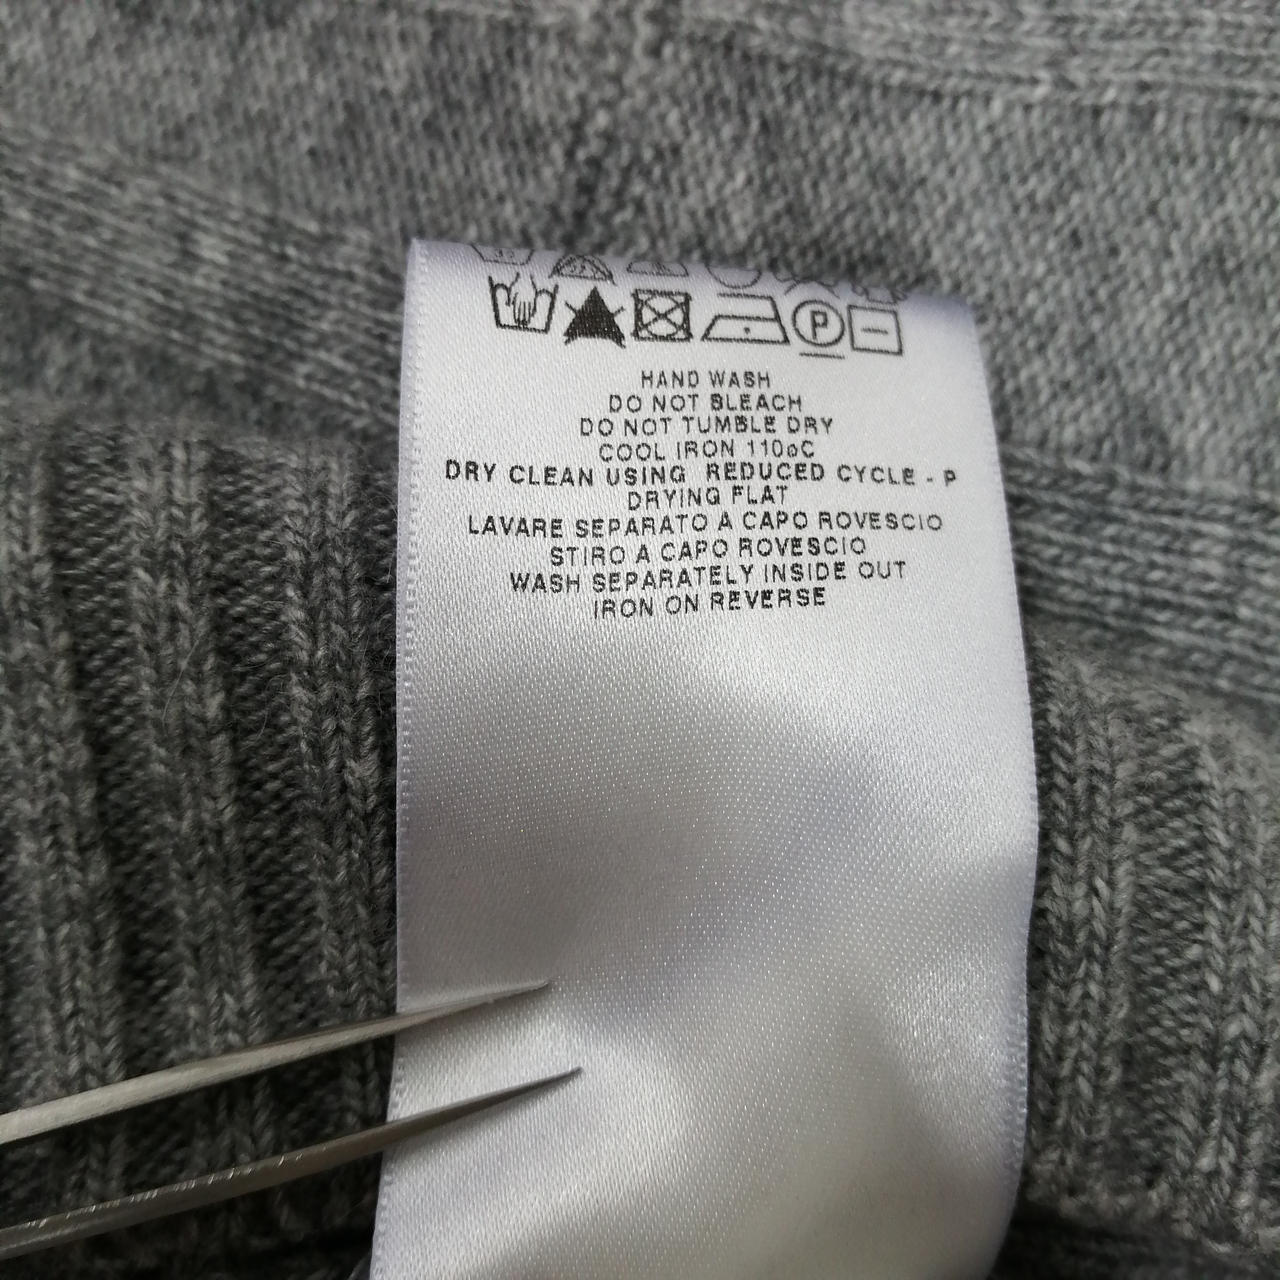 P
HAND WASH
DO NOT BLEACH
DO NOT TUMBLE DRY
COOL IRON 110øC
DRY CLEAN USING REDUCED CYCLE - P
DRYING FLAT
LAVARE SEPARATO A CAPO ROVESCIO
STIRO A CAPO ROVESCIO
WASH SEPARATELY INSIDE OUT
IRON ON REVERSE